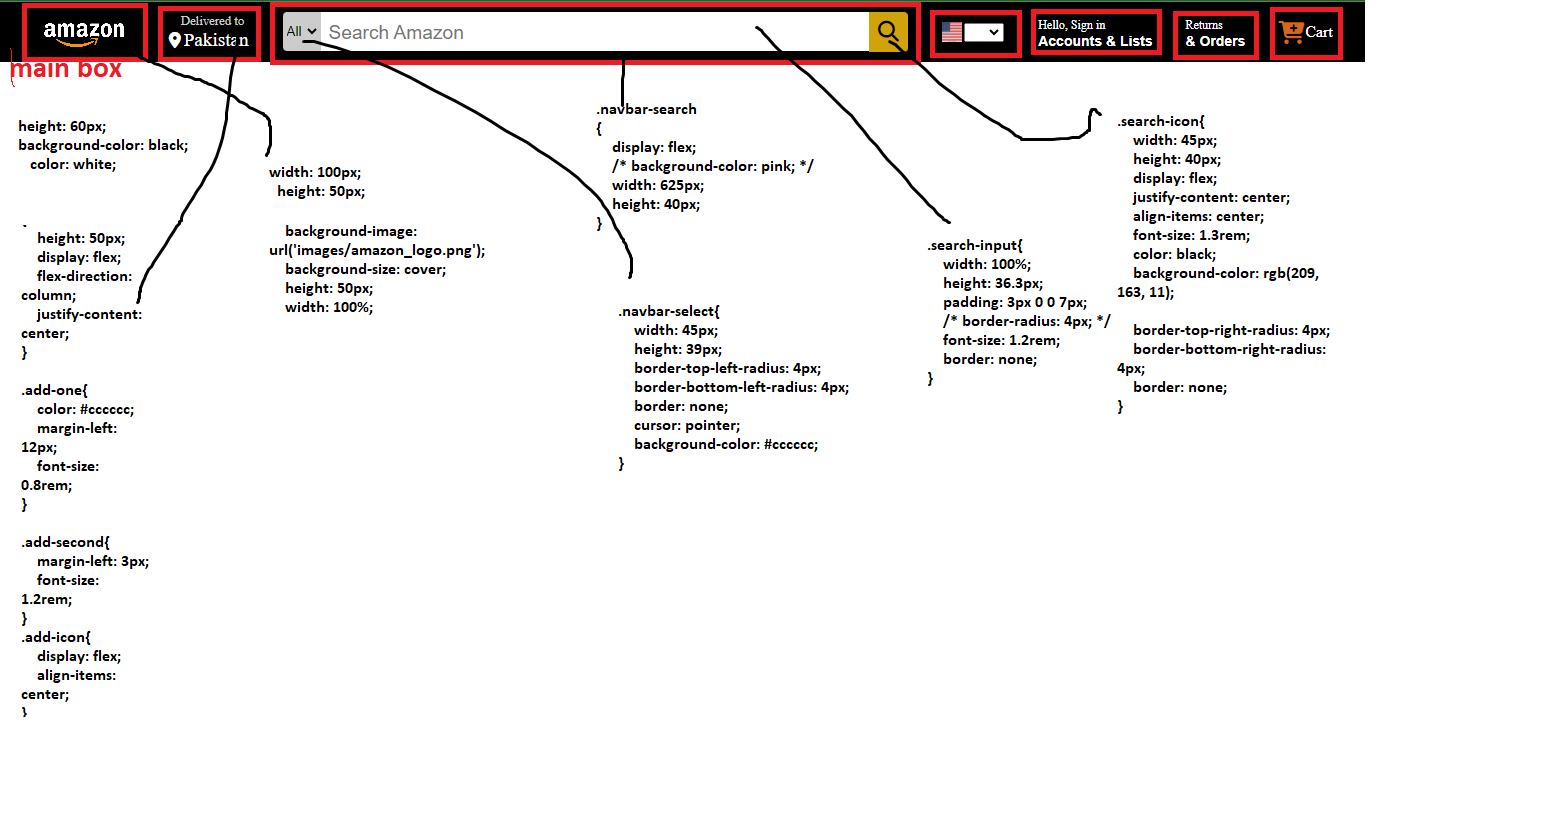 amazon
Delivered to
Pakistan
All
Search Amazon
Hello, Sign in
Accounts & Lists
Returns
& Orders
Cart
main box
height: 60px;
background-color: black;
color: white;
height: 50px;
display: flex;
flex-direction:
column;
justify-content:
center;
}
.add-one{
color: #cccccc;
margin-left:
12px;
font-size:
0.8rem;
}
.add-second{
margin-left: 3px;
font-size:
1.2rem;
}
.add-icon{
display: flex;
align-items:
center;
}
width: 100px;
height: 50px;
background-image:
url('images/amazon_logo.png');
background-size: cover;
height: 50px;
width: 100%;
.navbar-search
{
display: flex;
/* background-color: pink; */
width: 625px;
height: 40px;
}
.navbar-select{
width: 45px;
height: 39px;
border-top-left-radius: 4px;
border-bottom-left-radius: 4px;
border: none;
cursor: pointer;
background-color: #cccccc;
}
.search-input{
width: 100%;
height: 36.3px;
padding: 3px 0 0 7px;
/* border-radius: 4px; */
font-size: 1.2rem;
border: none;
}
.search-icon{
width: 45px;
height: 40px;
display: flex;
justify-content: center;
align-items: center;
font-size: 1.3rem;
color: black;
background-color: rgb(209,
163, 11);
border-top-right-radius: 4px;
border-bottom-right-radius:
4px;
border: none;
}